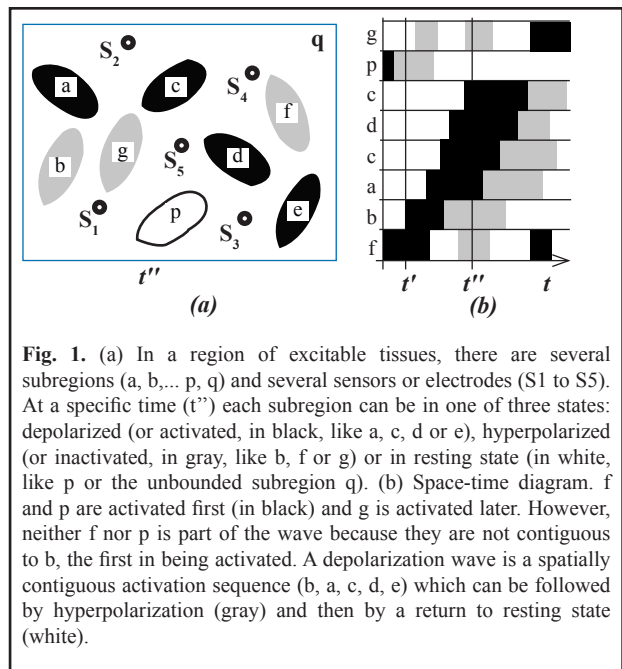 S2
q
a
c
S4
f
b
g
S5
d
S1
p
S3
e
t''
(a)
g
p
c
d
c
a
b
f
t' t'' t
(b)
Fig. 1. (a) In a region of excitable tissues, there are several
subregions (a, b,... p, q) and several sensors or electrodes (S1 to S5).
At a specific time (t’’) each subregion can be in one of three states:
depolarized (or activated, in black, like a, c, d or e), hyperpolarized
(or inactivated, in gray, like b, f or g) or in resting state (in white,
like p or the unbounded subregion q). (b) Space-time diagram. f
and p are activated first (in black) and g is activated later. However,
neither f nor p is part of the wave because they are not contiguous
to b, the first in being activated. A depolarization wave is a spatially
contiguous activation sequence (b, a, c, d, e) which can be followed
by hyperpolarization (gray) and then by a return to resting state
(white).